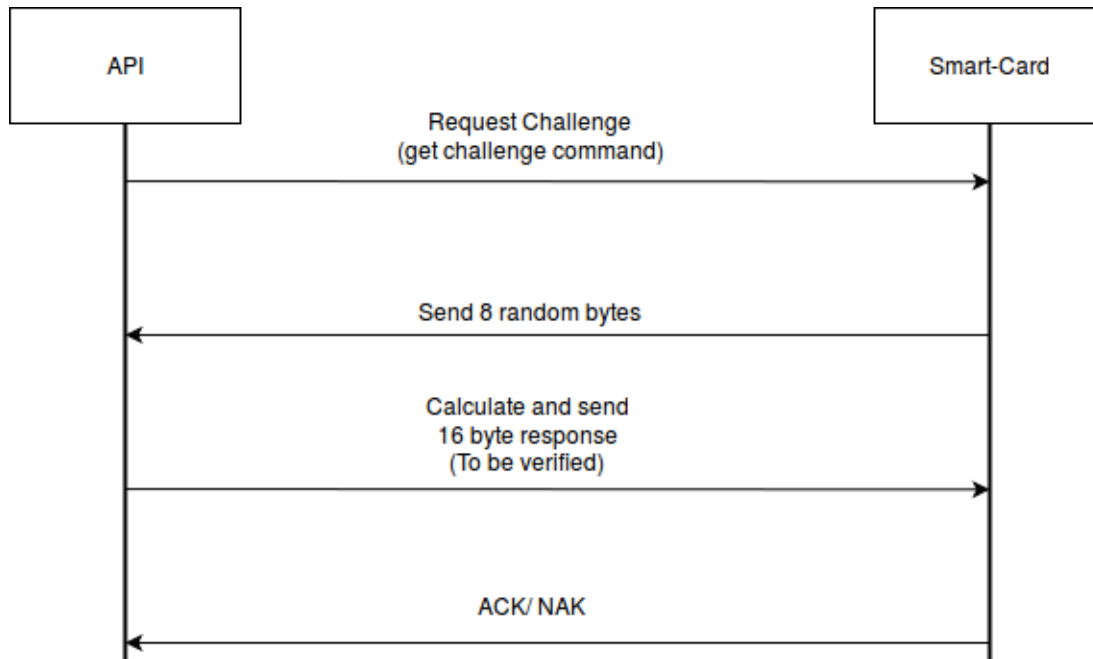 API
Smart-Card
Request Challenge
(get challenge command)
Send 8 random bytes
Calculate and send
16 byte response
(To be verified)
ACK/ NAK